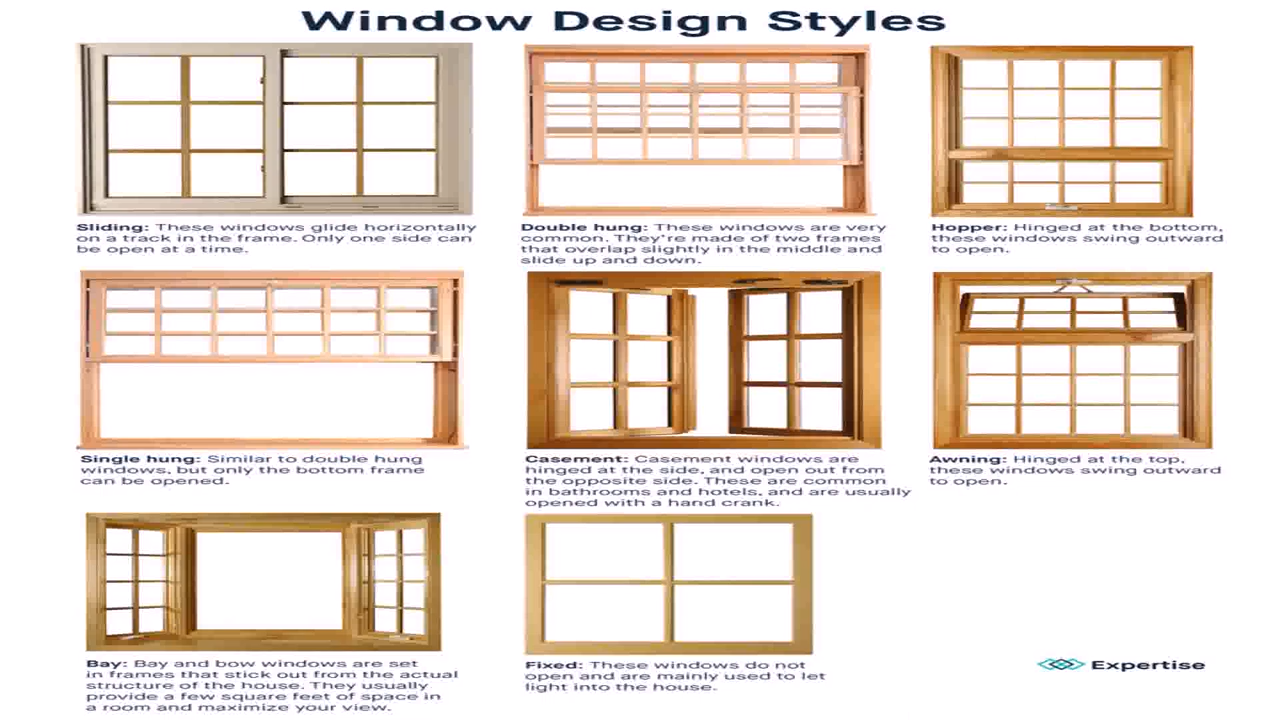 Window Design Styles
Sliding: These windows glide horizontally
on a track in the frame. Only one side can
be open at a time.
Double hung: These windows are very
common. They're made of two frames
that overlap slightly in the middle and
slide up and down.
Hopper: Hinged at the bottom,
these windows swing outward
to open.
Single hung: Similar to double hung
windows, but only the bottom frame
can be opened.
Casement: Casement windows are
hinged at the side, and open out from
the opposite side. These are common
in bathrooms and hotels, and are usually
opened with a hand crank.
Awning: Hinged at the top,
these windows swing outward
to open.
Bay: Bay and bow windows are set
in frames that stick out from the actual
structure of the house. They usually
provide a few square feet of space in
a room and maximize your view.
Fixed: These windows do not
open and are mainly used to let
light into the house.
Expertise